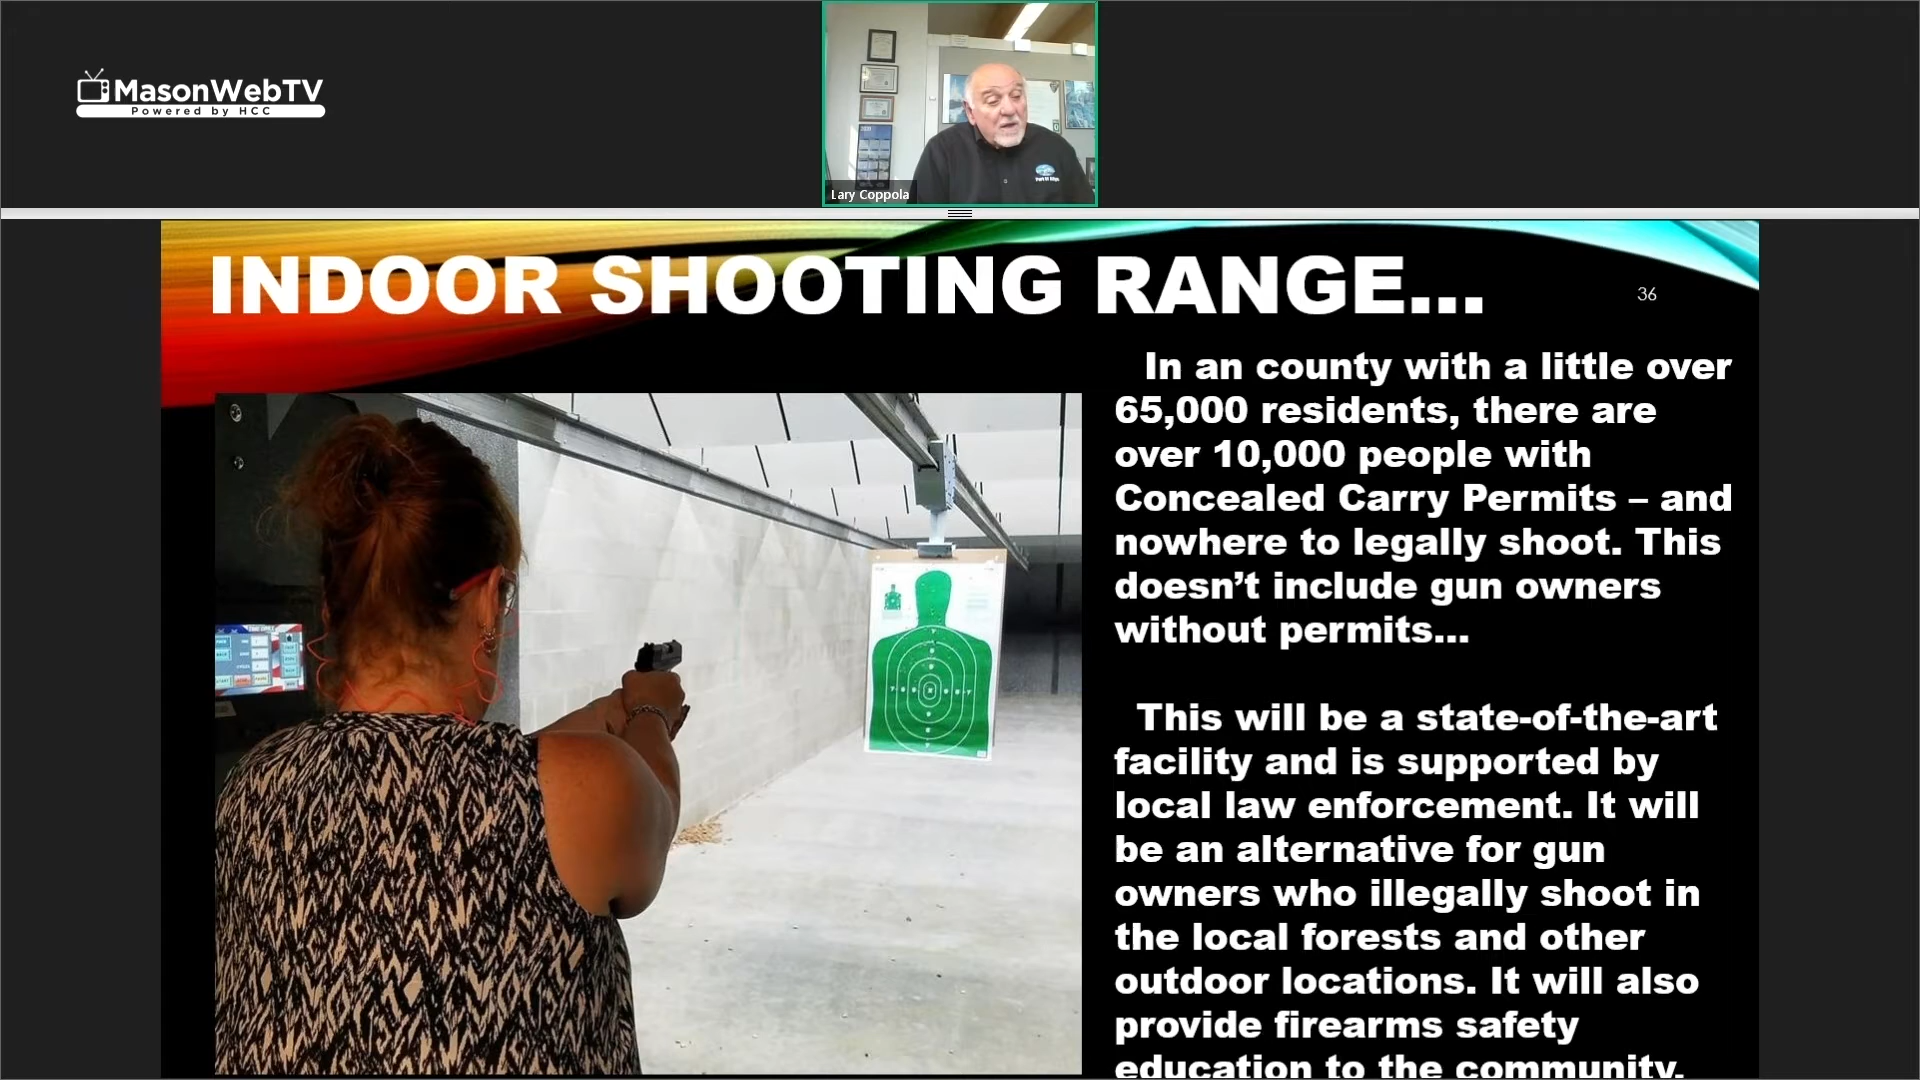 MasonWebTV
Powered by HCC
Lary Coppola
INDOOR SHOOTING RANGE...
36
In an county with a little over
65,000 residents, there are
over 10,000 people with
Concealed Carry Permits – and
nowhere to legally shoot. This
doesn’t include gun owners
without permits...
This will be a state-of-the-art
facility and is supported by
local law enforcement. It will
be an alternative for gun
owners who illegally shoot in
the local forests and other
outdoor locations. It will also
provide firearms safety
education to the community.